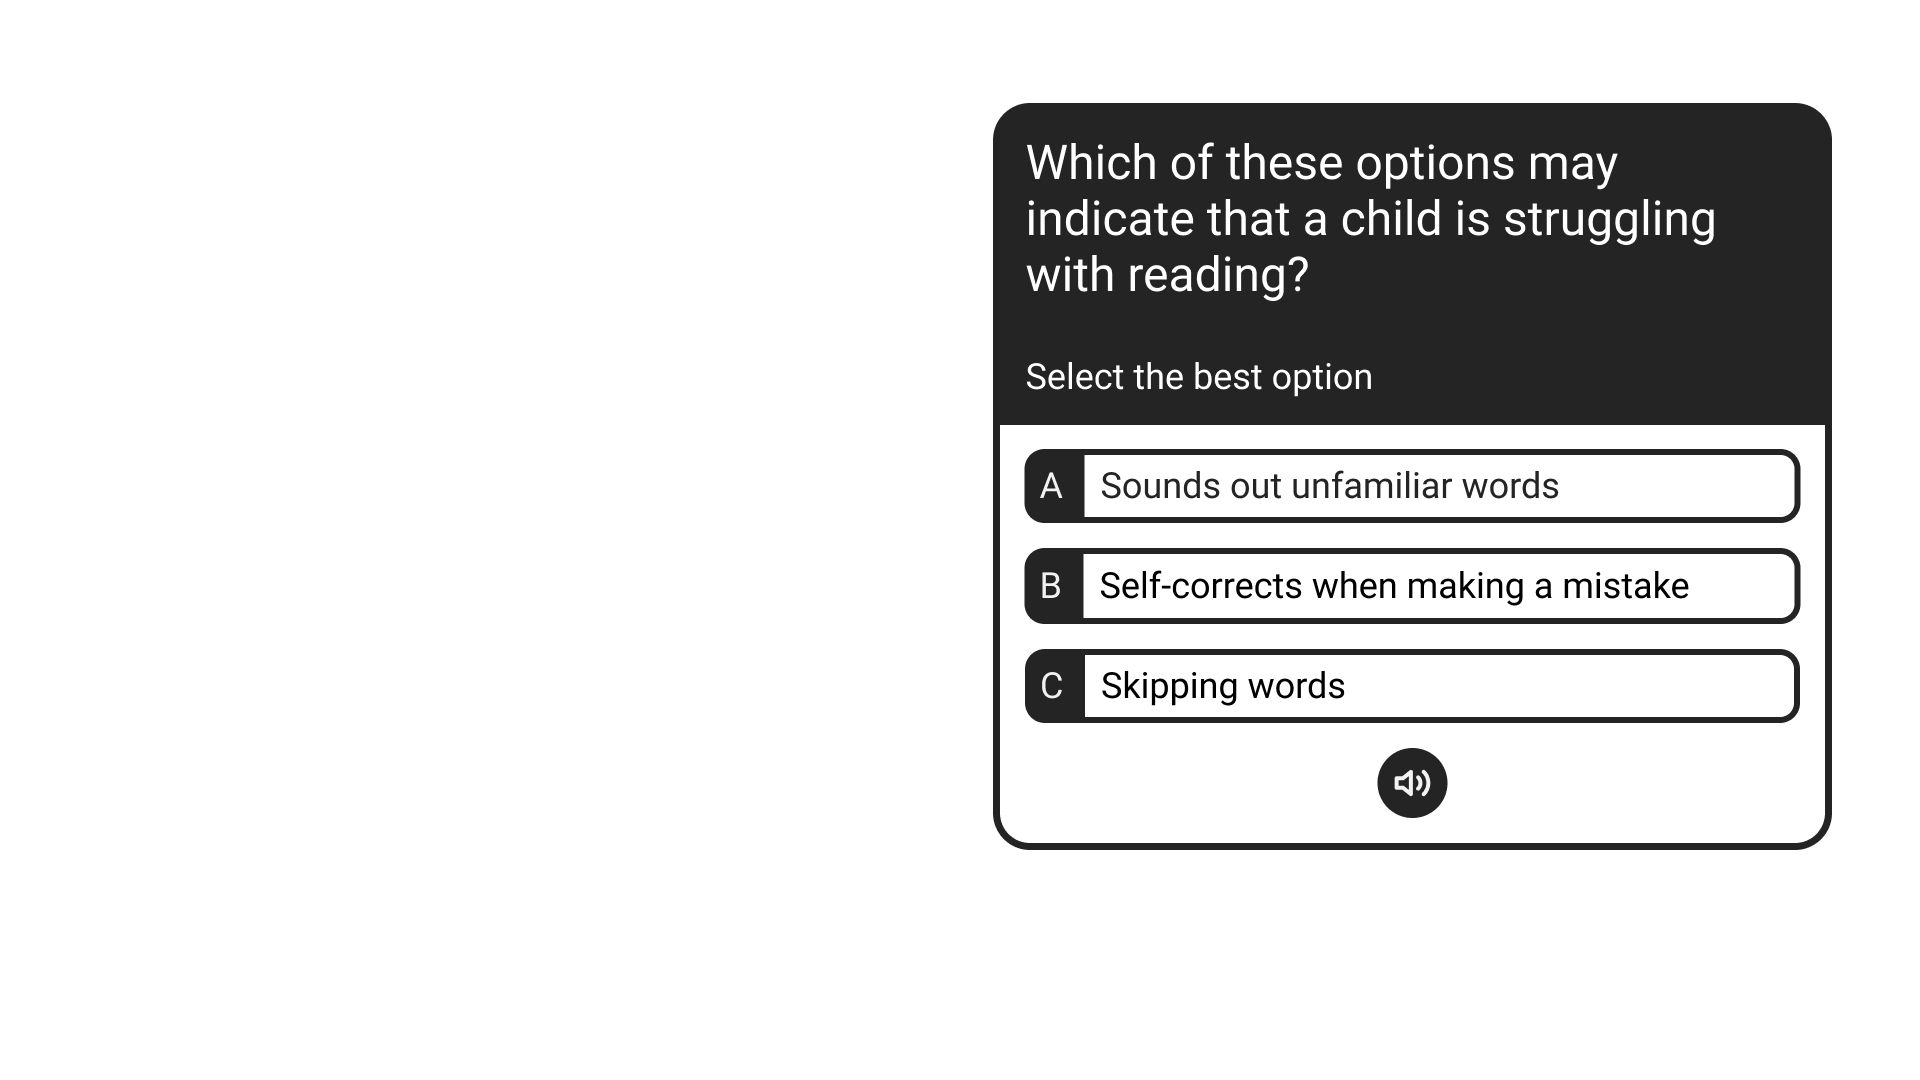 Which of these options may
indicate that a child is struggling
with reading?
Select the best option
A Sounds out unfamiliar words
B Self-corrects when making a mistake
C Skipping words